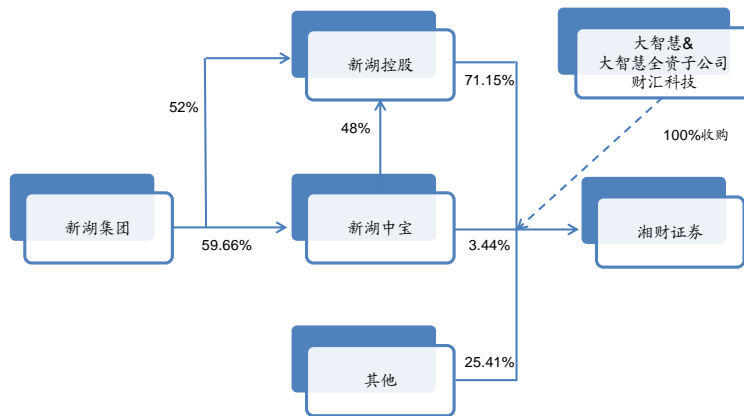 新湖控股
大智慧&
大智慧全资子公司
财汇科技
71.15%
52%
48%
100%收购
新湖集团
新湖中宝
湘财证券
59.66%
3.44%
其他
25.41%